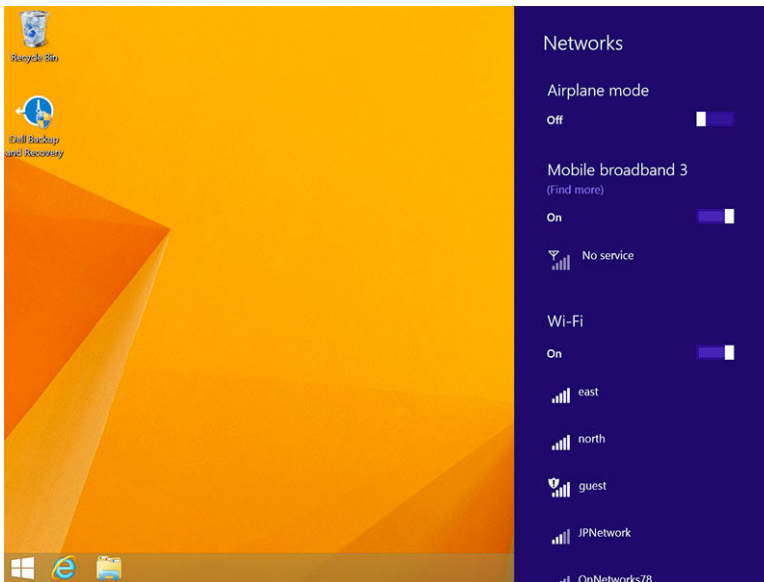 Recycle Bin
Dell Backup
and Recovery
Networks
Airplane mode
Off
Mobile broadband 3
(Find more)
On
No service
Wi-Fi
On
east
north
guest
JPNetwork
OnNetworks78